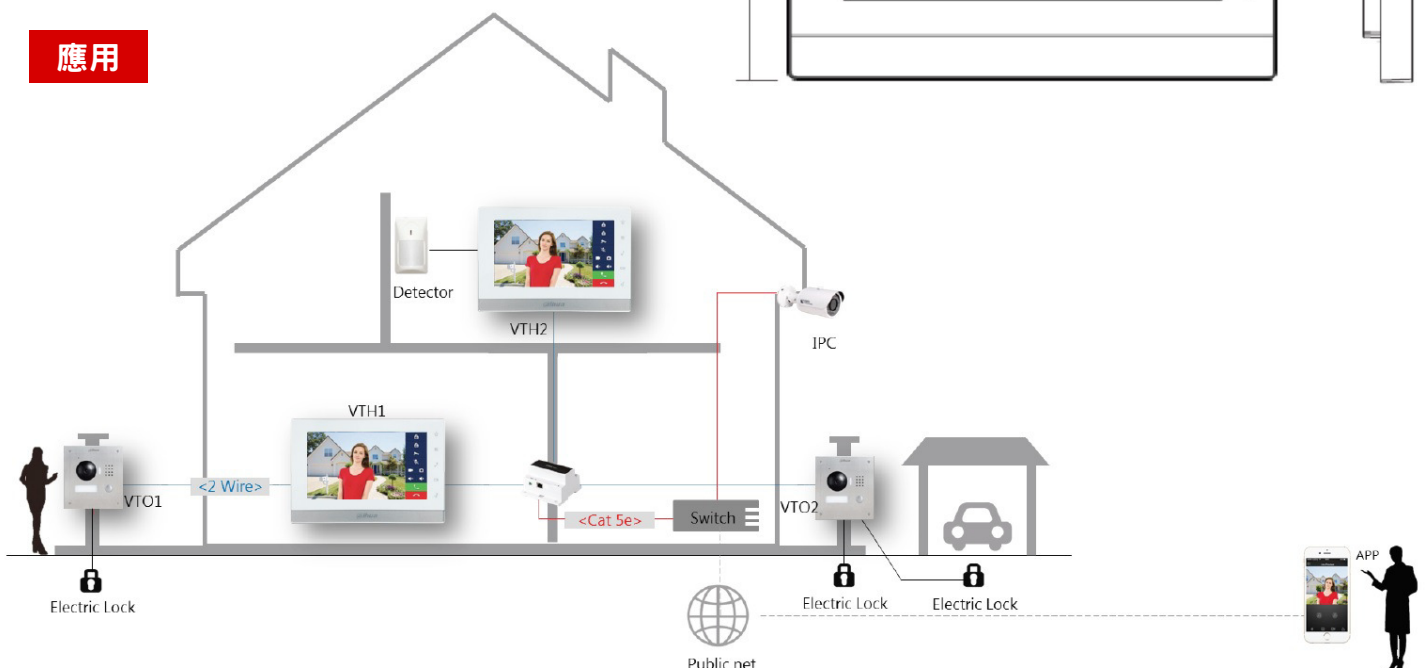 應用
Detector
VTH2
IPC
VTH1
VTO1
<2 Wire>
<Cat 5e>
Switch
VTO2
APP
Electric Lock
Electric Lock
Electric Lock
Public net